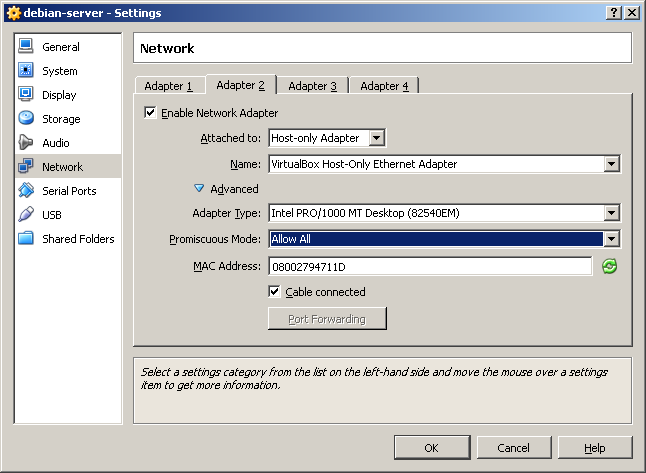 debian-server - Settings
General
System
Display
Storage
Audio
Network
Serial Ports
USB
Shared Folders
Network
Adapter 1
Adapter 2
Adapter 3
Adapter 4
Enable Network Adapter
Attached to: Host-only Adapter
Name: VirtualBox Host-Only Ethernet Adapter
Advanced
Adapter Type: Intel PRO/1000 MT Desktop (82540EM)
Promiscuous Mode: Allow All
MAC Address: 08002794711D
Cable connected
Port Forwarding
Select a settings category from the list on the left-hand side and move the mouse over a settings
item to get more information.
OK
Cancel
Help